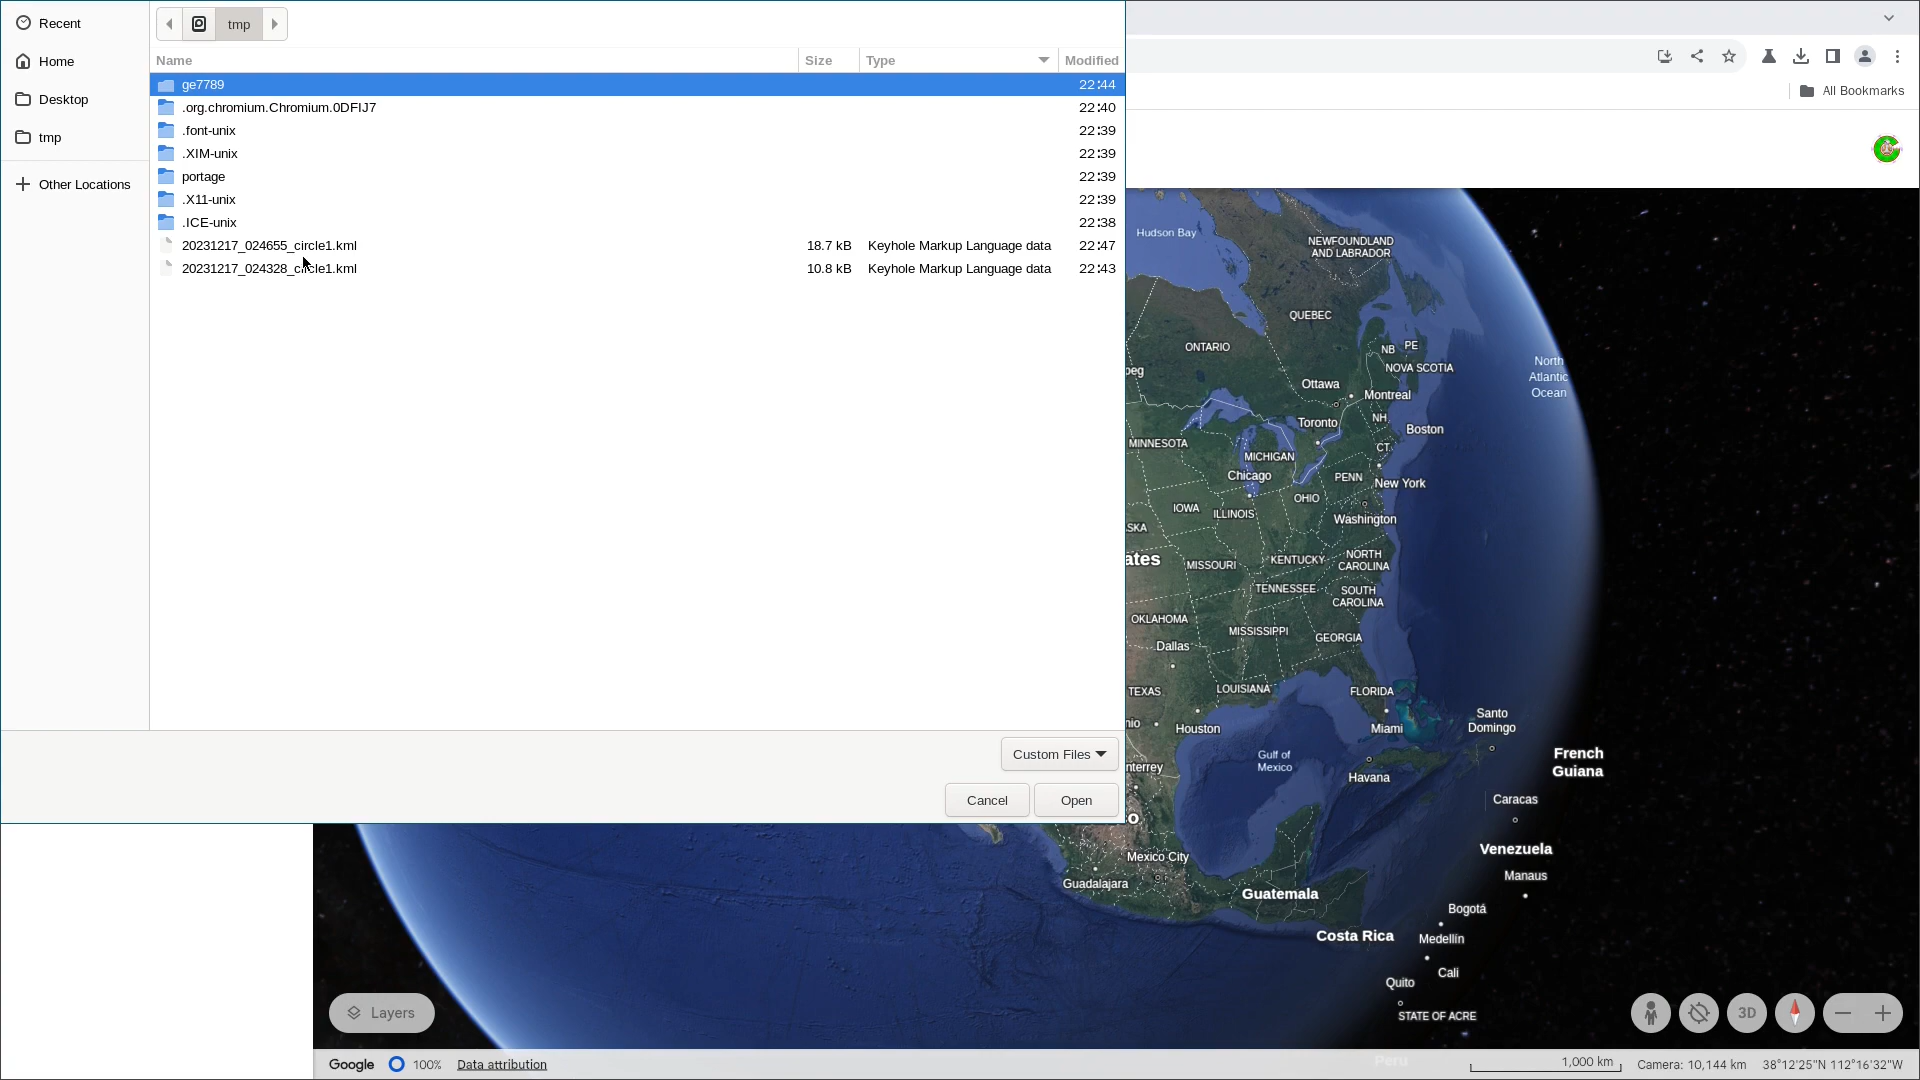 Recent
Home
Desktop
tmp
Other Locations
tmp
Name Size Type Modified
ge7789 22:44
.org.chromium.Chromium.0DFIJ7 22:40
.font-unix 22:39
.XIM-unix 22:39
portage 22:39
.X11-unix 22:39
.ICE-unix 22:38
20231217_024655_circle1.kml 18.7 kB Keyhole Markup Language data 22:47
20231217_024328_circle1.kml 10.8 kB Keyhole Markup Language data 22:43
Custom Files
Cancel Open
All Bookmarks
Hudson Bay
NEWFOUNDLAND
AND LABRADOR
QUEBEC
ONTARIO
NB PE
NOVA SCOTIA
North
Atlantic
Ocean
peg
Ottawa
Montreal
Toronto
NH
Boston
MINNESOTA
MICHIGAN
CT
Chicago
PENN
New York
IOWA
ILLINOIS
OHIO
Washington
SKA
ates
MISSOURI
KENTUCKY
NORTH
CAROLINA
TENNESSEE
SOUTH
CAROLINA
OKLAHOMA
MISSISSIPPI
GEORGIA
Dallas
TEXAS
LOUISIANA
FLORIDA
nio
Houston
Miami
Santo
Domingo
Gulf of
Mexico
nterrey
Havana
French
Guiana
Caracas
o
Mexico City
Guadalajara
Guatemala
Venezuela
Manaus
Bogotá
Costa Rica
Medellín
Cali
Quito
STATE OF ACRE
Peru
Layers
3D
Google 100% Data attribution 1,000 km Camera: 10,144 km 38°12'25"N 112°16'32"W